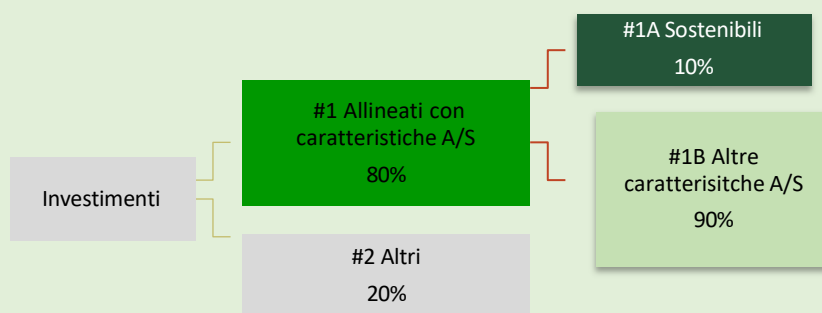 Investimenti
#1 Allineati con
caratteristiche A/S
80%
#2 Altri
20%
#1A Sostenibili
10%
#1B Altre
caratterisitche A/S
90%